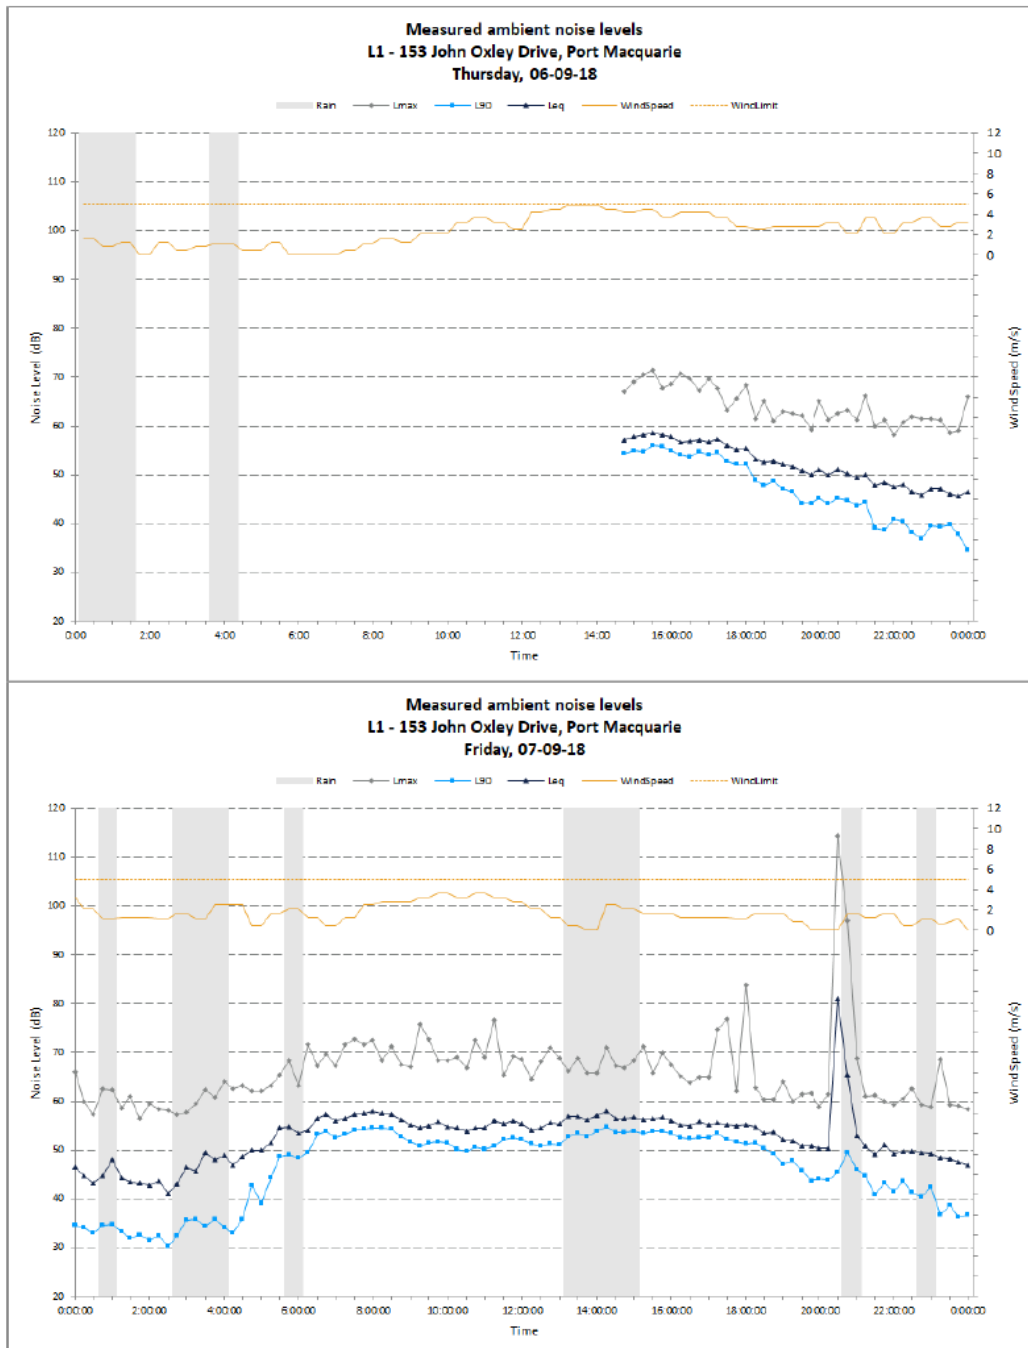 Measured ambient noise levels
L1 - 153 John Oxley Drive, Port Macquarie
Thursday, 06-09-18
Rain Lmax L90 Leq WindSpeed WindLimit
120
110
100
90
80
70
60
50
40
30
20
Noise Level (dB)
12
10
8
6
4
2
0
WindSpeed (m/s)
0:00 2:00 4:00 6:00 8:00 10:00 12:00 14:00 16:00:00 18:00:00 20:00:00 22:00:00 0:00:00
Time
Measured ambient noise levels
L1 - 153 John Oxley Drive, Port Macquarie
Friday, 07-09-18
Rain Lmax L90 Leq WindSpeed WindLimit
120
110
100
90
80
70
60
50
40
30
20
Noise Level (dB)
12
10
8
6
4
2
0
WindSpeed (m/s)
0:00:00 2:00:00 4:00:00 6:00:00 8:00:00 10:00:00 12:00:00 14:00:00 16:00:00 18:00:00 20:00:00 22:00:00 0:00:00
Time